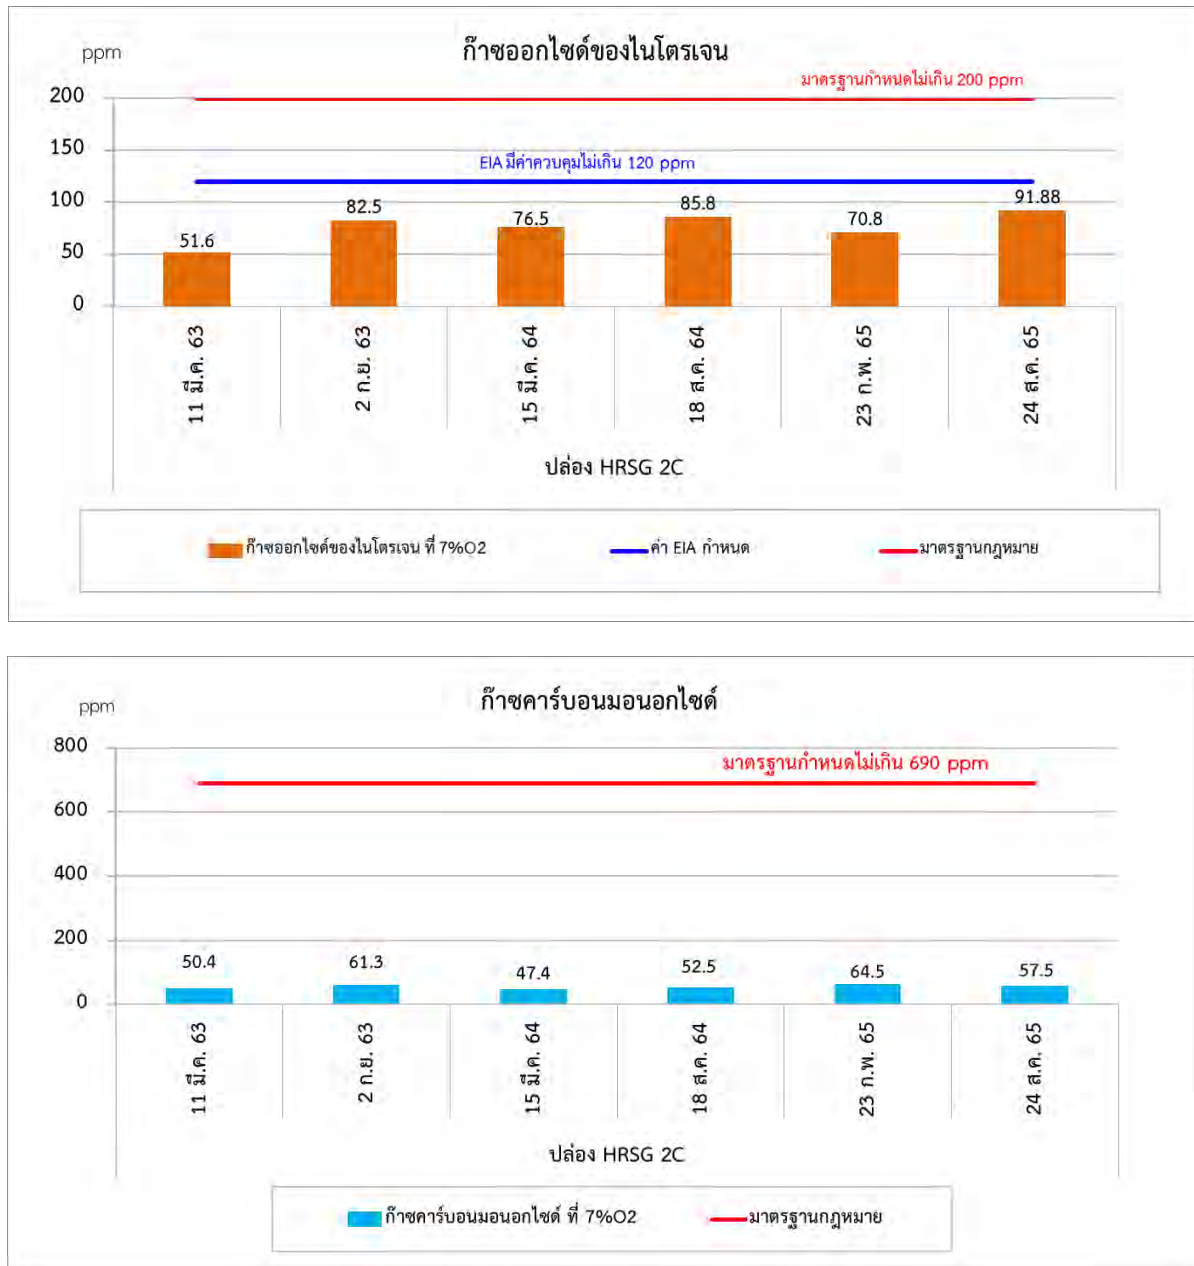 ก๊าซออกไซด์ของไนโตรเจน
ppm
มาตรฐานกำหนดไม่เกิน 200 ppm
200
150
EIA มีค่าควบคุมไม่เกิน 120 ppm
100
50
0
51.6
82.5
76.5
85.8
70.8
91.88
11 มี.ค. 63
2 ก.ย. 63
15 มี.ค. 64
18 ส.ค. 64
23 ก.พ. 65
24 ส.ค. 65
ปล่อง HRSG 2C
ก๊าซออกไซด์ของไนโตรเจน ที่ 7%O2
ค่า EIA กำหนด
มาตรฐานกฎหมาย
ก๊าซคาร์บอนมอนอกไซด์
ppm
800
มาตรฐานกำหนดไม่เกิน 690 ppm
600
400
200
0
50.4
61.3
47.4
52.5
64.5
57.5
11 มี.ค. 63
2 ก.ย. 63
15 มี.ค. 64
18 ส.ค. 64
23 ก.พ. 65
24 ส.ค. 65
ปล่อง HRSG 2C
ก๊าซคาร์บอนมอนอกไซด์ ที่ 7%O2
มาตรฐานกฎหมาย